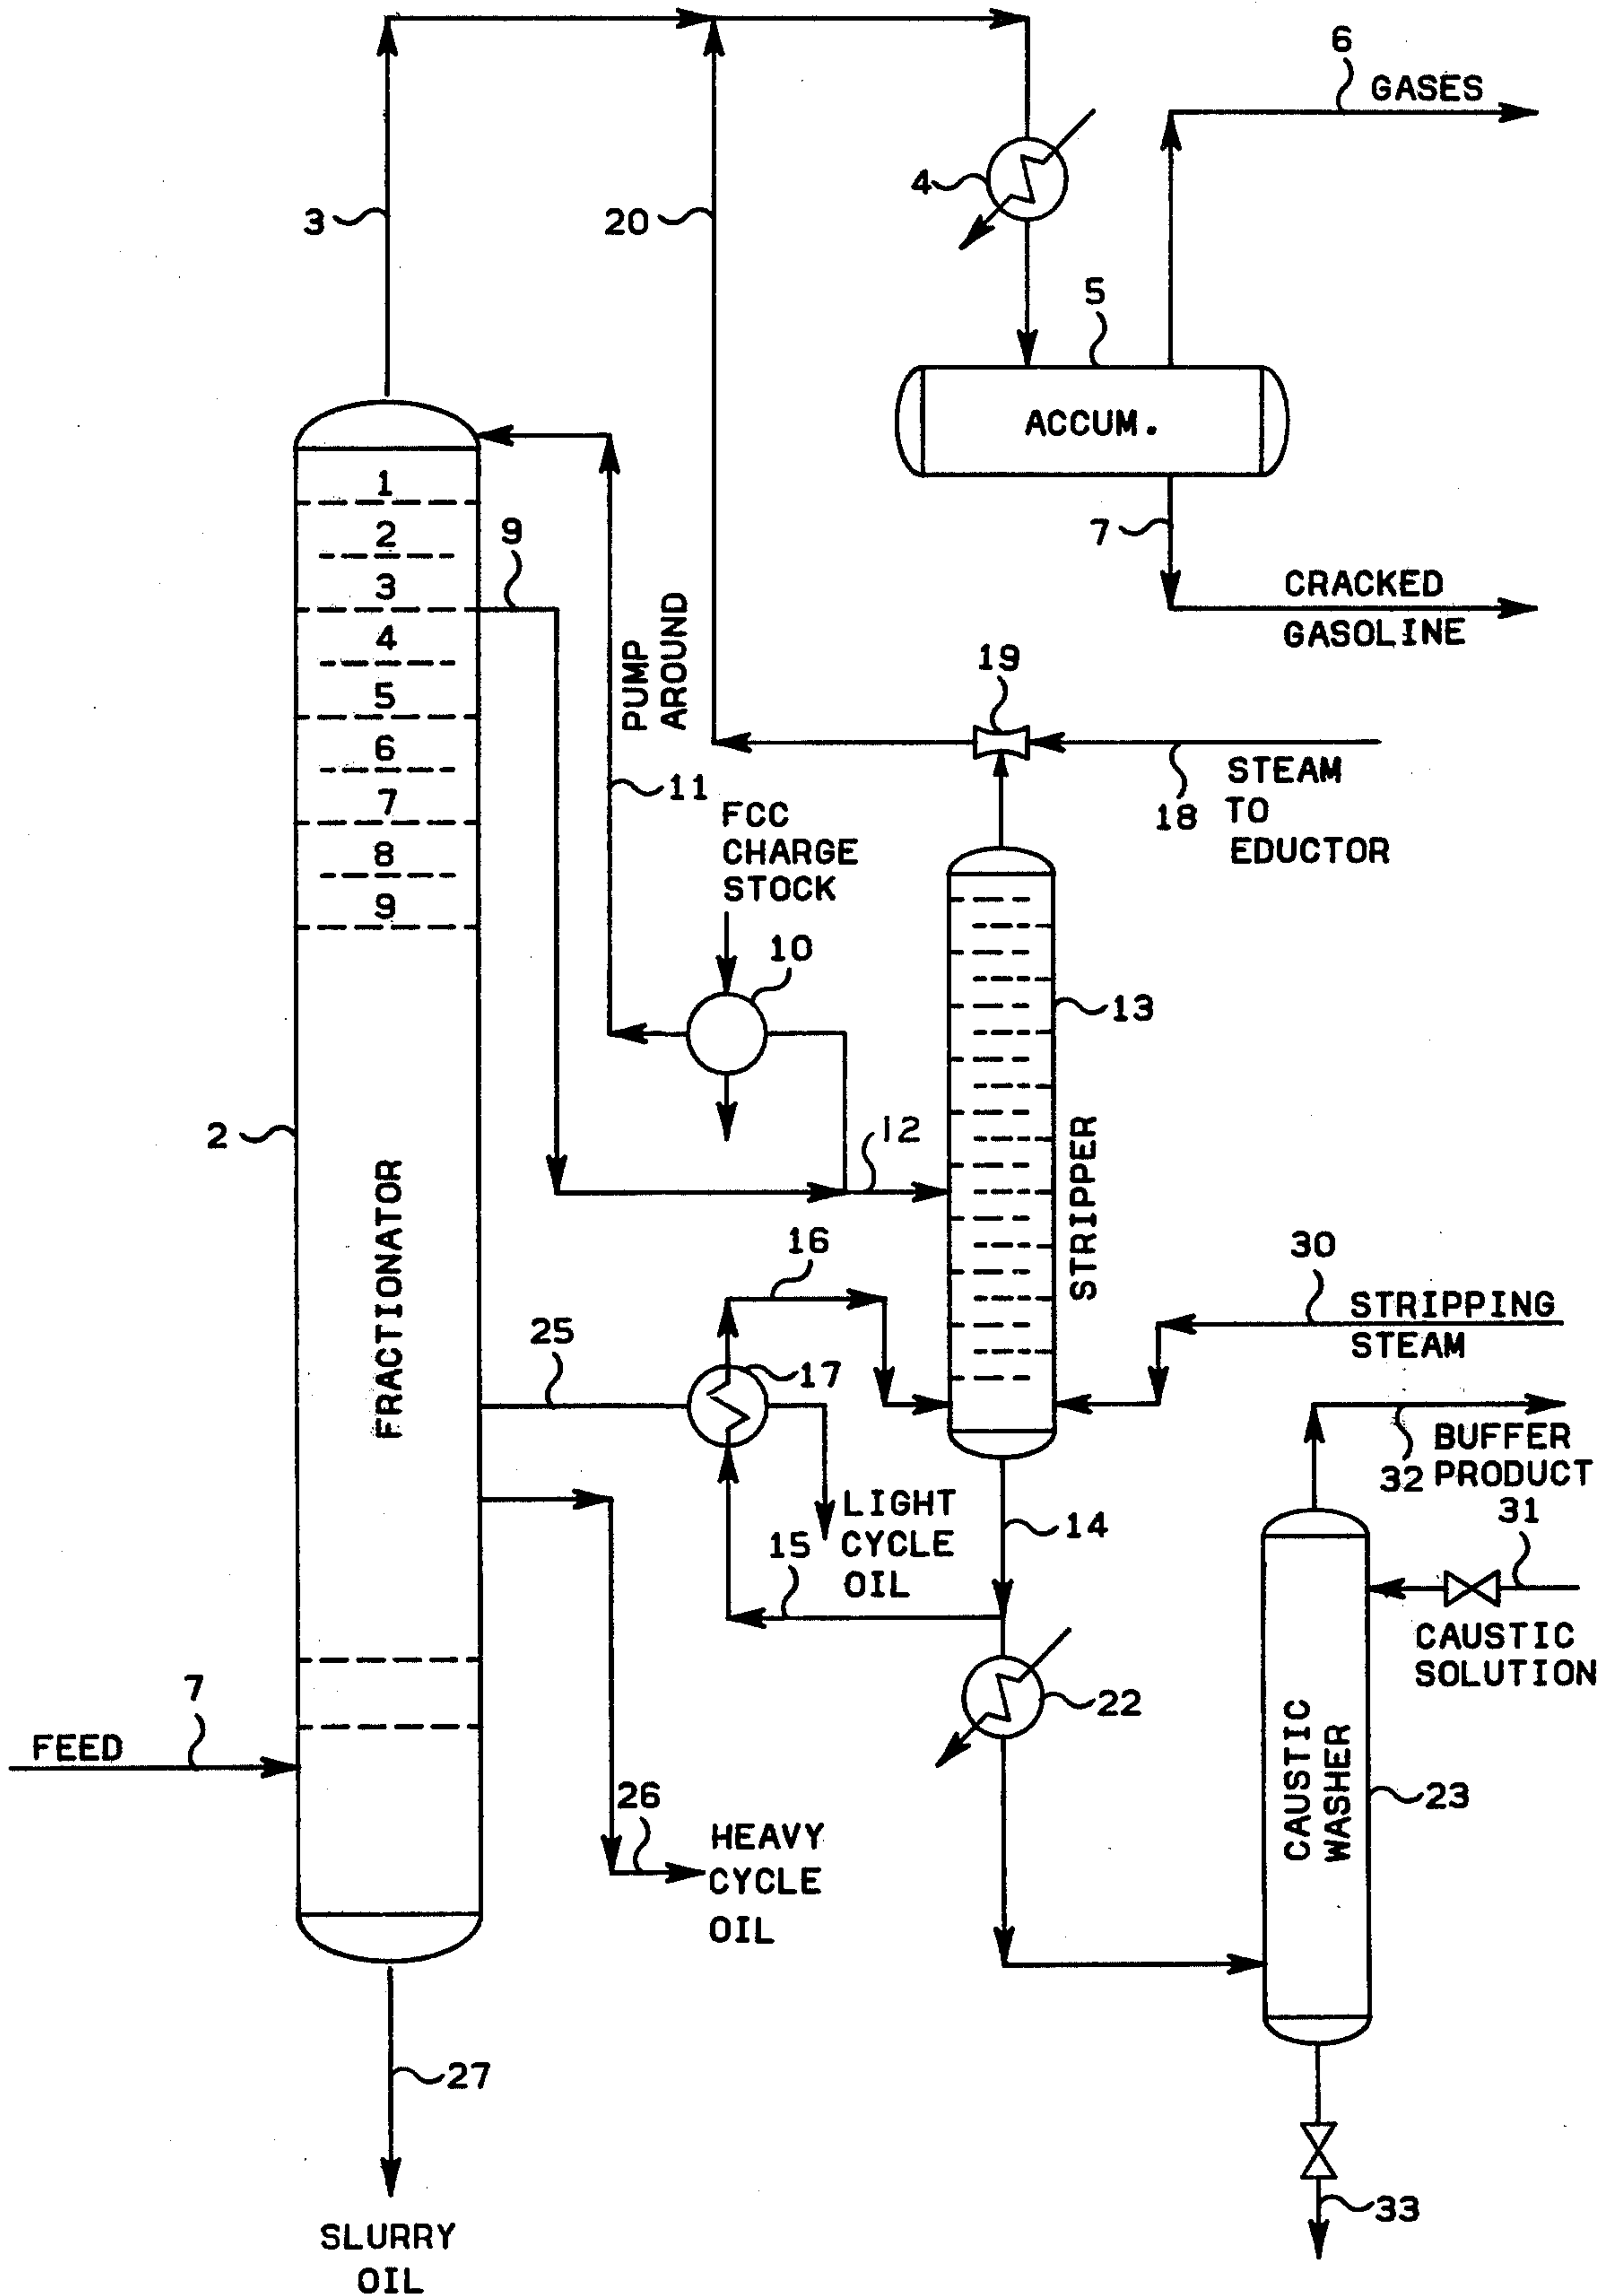 6
GASES
3
20
4
5
ACCUM.
7
CRACKED
GASOLINE
1
2
3
4
5
6
7
8
9
9
PUMP
AROUND
11
19
18
STEAM
TO
EDUCTOR
FCC
CHARGE
STOCK
10
13
STRIPPER
2
FRACTIONATOR
12
16
30
STRIPPING
STEAM
25
17
32
BUFFER
PRODUCT
LIGHT
CYCLE
OIL
15
14
31
CAUSTIC
SOLUTION
22
7
FEED
CAUSTIC
WASHER
23
26
HEAVY
CYCLE
OIL
27
33
SLURRY
OIL